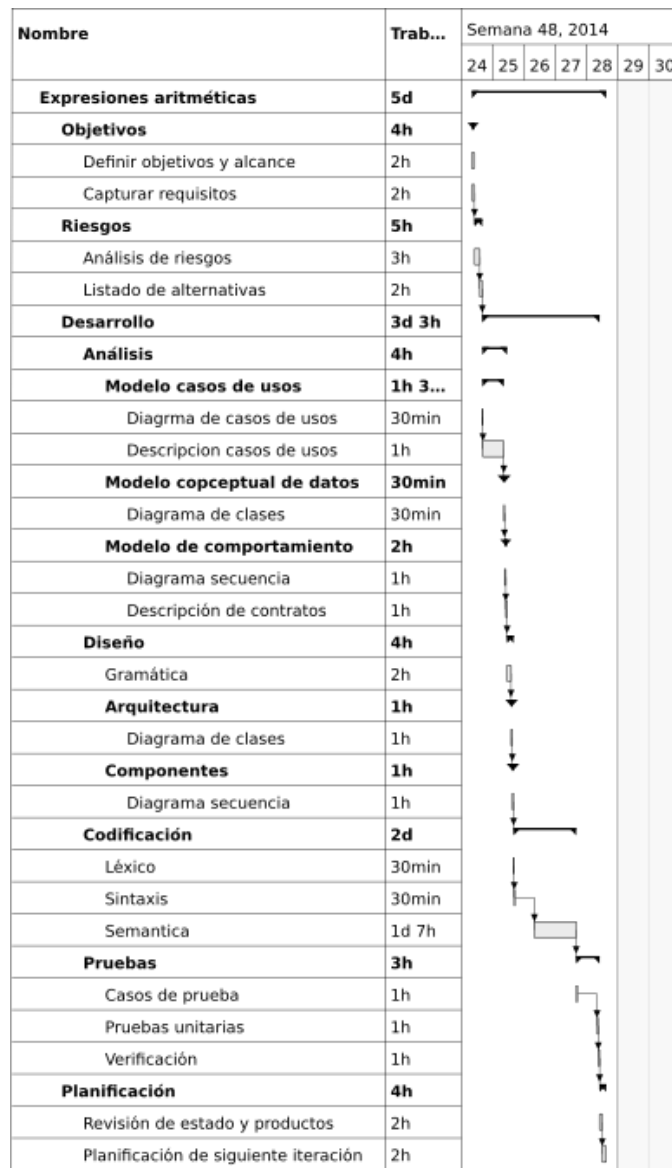 Nombre Trab... Semana 48, 2014
24 25 26 27 28 29 30
Expresiones aritméticas 5d
Objetivos 4h
Definir objetivos y alcance 2h
Capturar requisitos 2h
Riesgos 5h
Análisis de riesgos 3h
Listado de alternativas 2h
Desarrollo 3d 3h
Análisis 4h
Modelo casos de usos 1h 3...
Diagrma de casos de usos 30min
Descripcion casos de usos 1h
Modelo copceptual de datos 30min
Diagrama de clases 30min
Modelo de comportamiento 2h
Diagrama secuencia 1h
Descripción de contratos 1h
Diseño 4h
Gramática 2h
Arquitectura 1h
Diagrama de clases 1h
Componentes 1h
Diagrama secuencia 1h
Codificación 2d
Léxico 30min
Sintaxis 30min
Semantica 1d 7h
Pruebas 3h
Casos de prueba 1h
Pruebas unitarias 1h
Verificación 1h
Planificación 4h
Revisión de estado y productos 2h
Planificación de siguiente iteración 2h